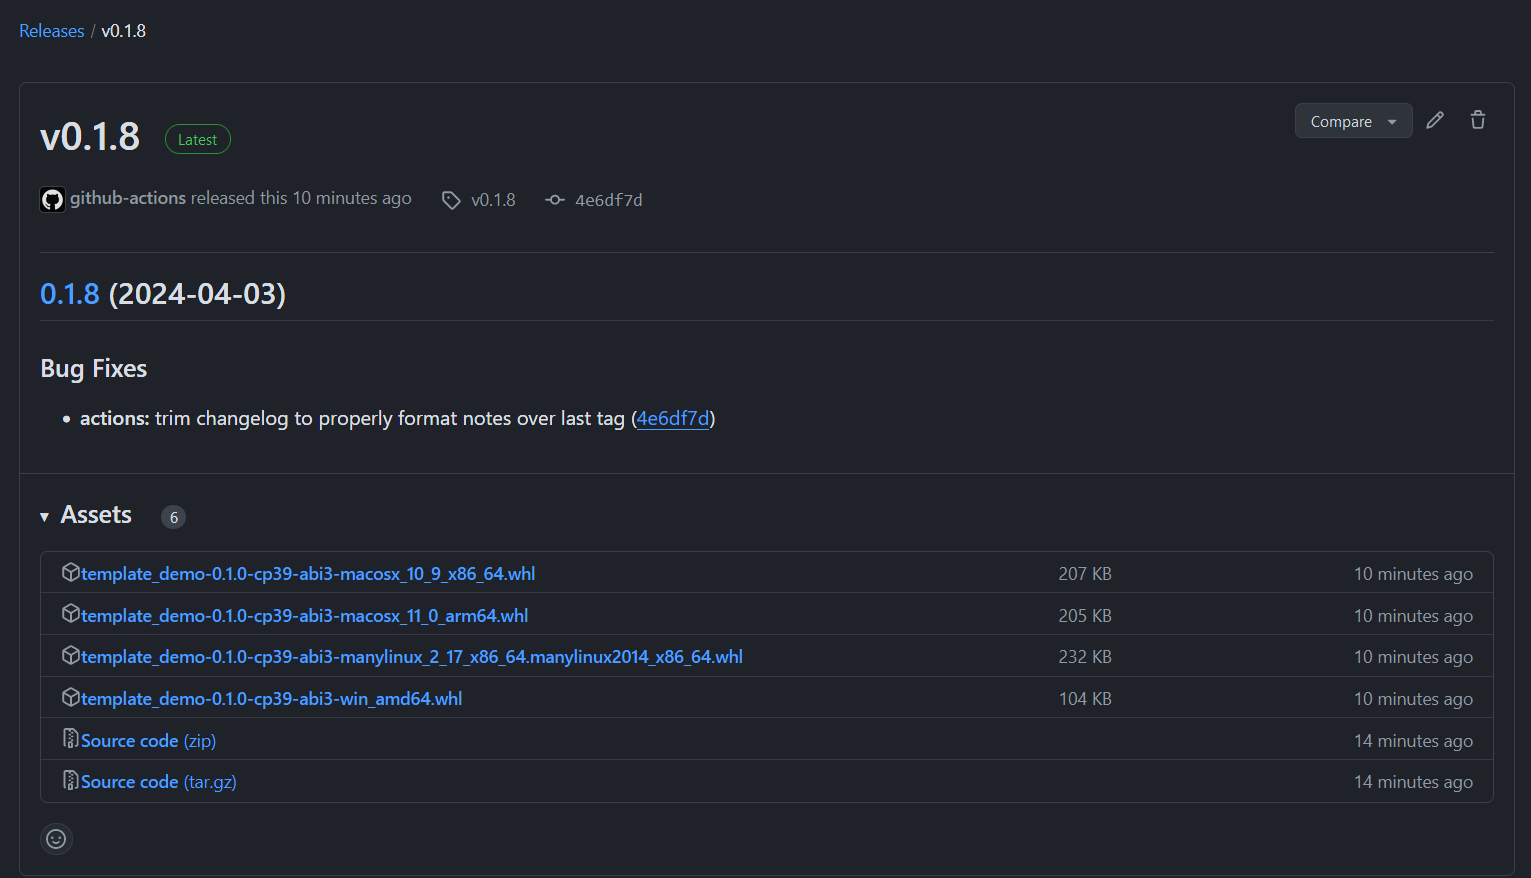 Releases / v0.1.8
v0.1.8 Latest
Compare
github-actions released this 10 minutes ago v0.1.8 4e6df7d
0.1.8 (2024-04-03)
Bug Fixes
• actions: trim changelog to properly format notes over last tag (4e6df7d)
Assets 6
template_demo-0.1.0-cp39-abi3-macosx_10_9_x86_64.whl 207 KB 10 minutes ago
template_demo-0.1.0-cp39-abi3-macosx_11_0_arm64.whl 205 KB 10 minutes ago
template_demo-0.1.0-cp39-abi3-manylinux_2_17_x86_64.manylinux2014_x86_64.whl 232 KB 10 minutes ago
template_demo-0.1.0-cp39-abi3-win_amd64.whl 104 KB 10 minutes ago
Source code (zip) 14 minutes ago
Source code (tar.gz) 14 minutes ago